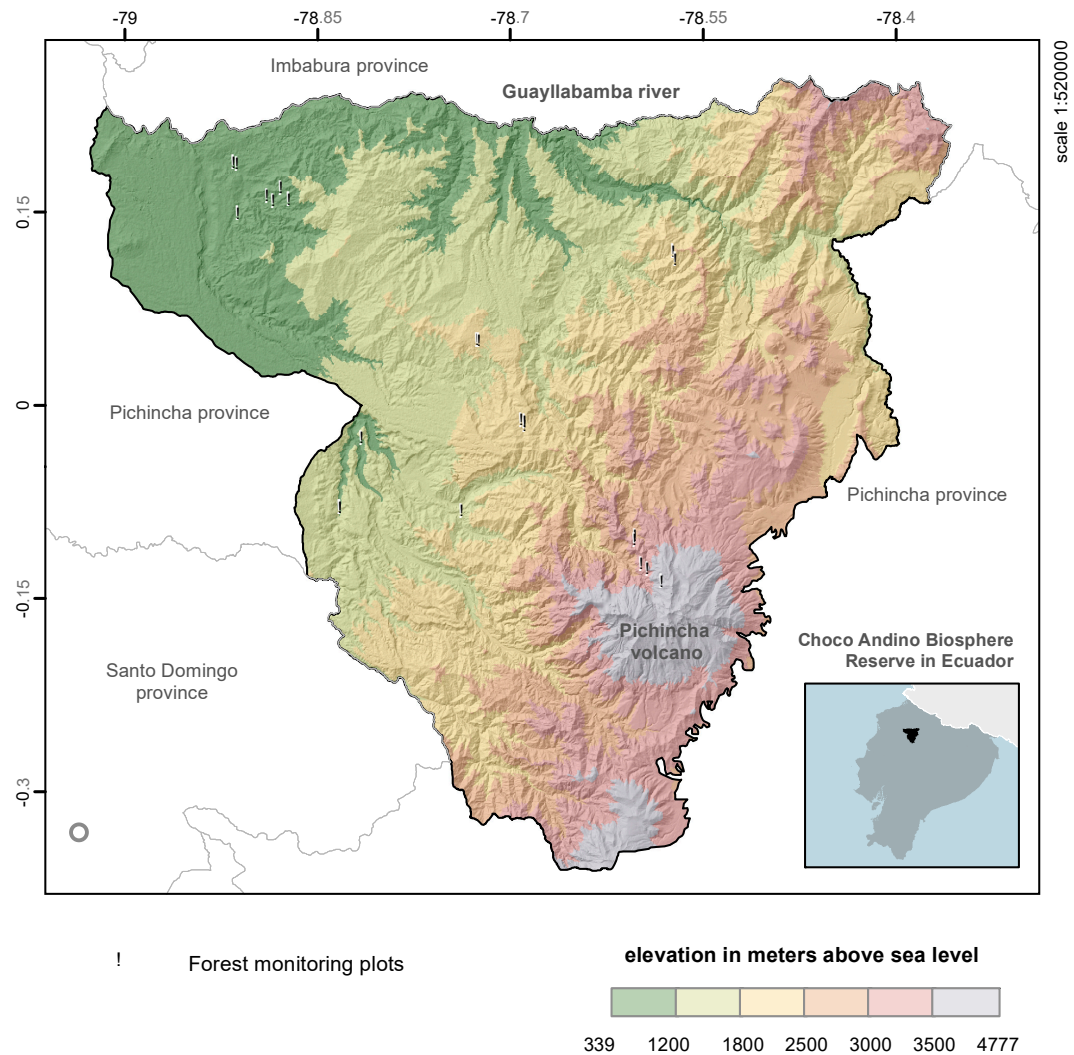 -79 -78.85 -78.7 -78.55 -78.4
scale 1:520000
Imbabura province
Guayllabamba river
0.15
0
Pichincha province
Pichincha province
-0.15
Pichincha
volcano
Choco Andino Biosphere
Reserve in Ecuador
Santo Domingo
province
-0.3
! Forest monitoring plots
elevation in meters above sea level
339 1200 1800 2500 3000 3500 4777